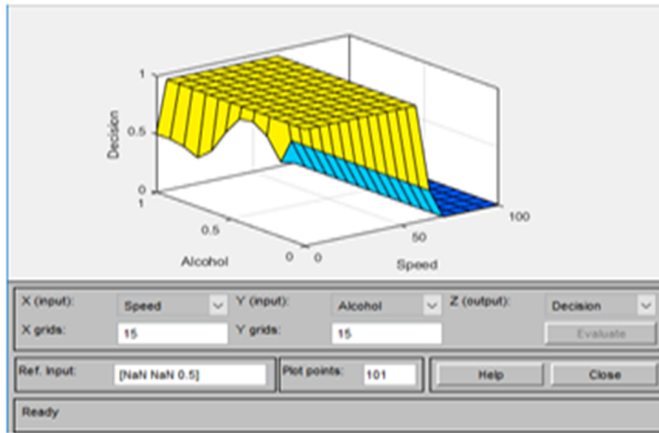 1
0.5
0
Decision
1
0.5
0
Alcohol
0
50
100
Speed
X (input): Speed Y (input): Alcohol Z (output): Decision
X grids: 15 Y grids: 15 Evaluate
Ref. Input: [NaN NaN 0.5] Plot points: 101 Help Close
Ready